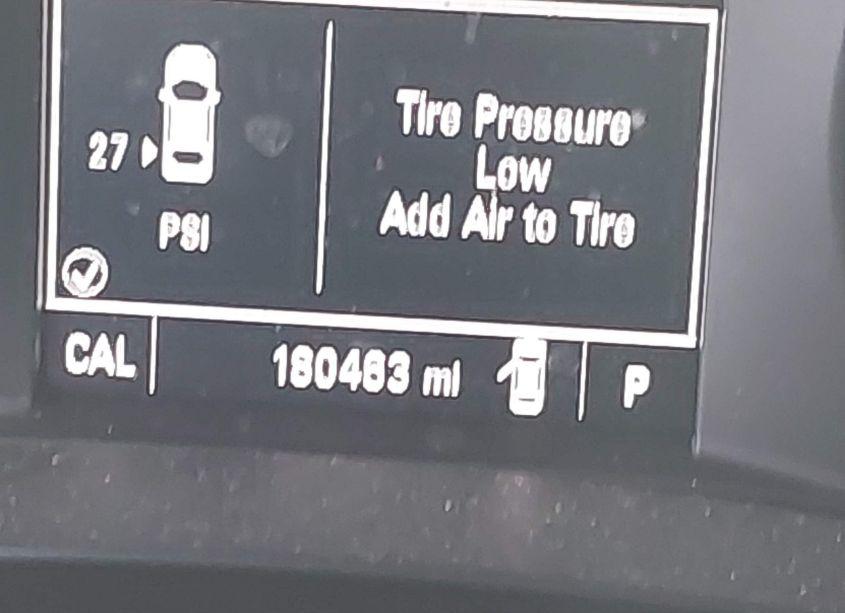 Tire Pressure
Low
Add Air to Tire
27
PSI
CAL
180463 mi
P